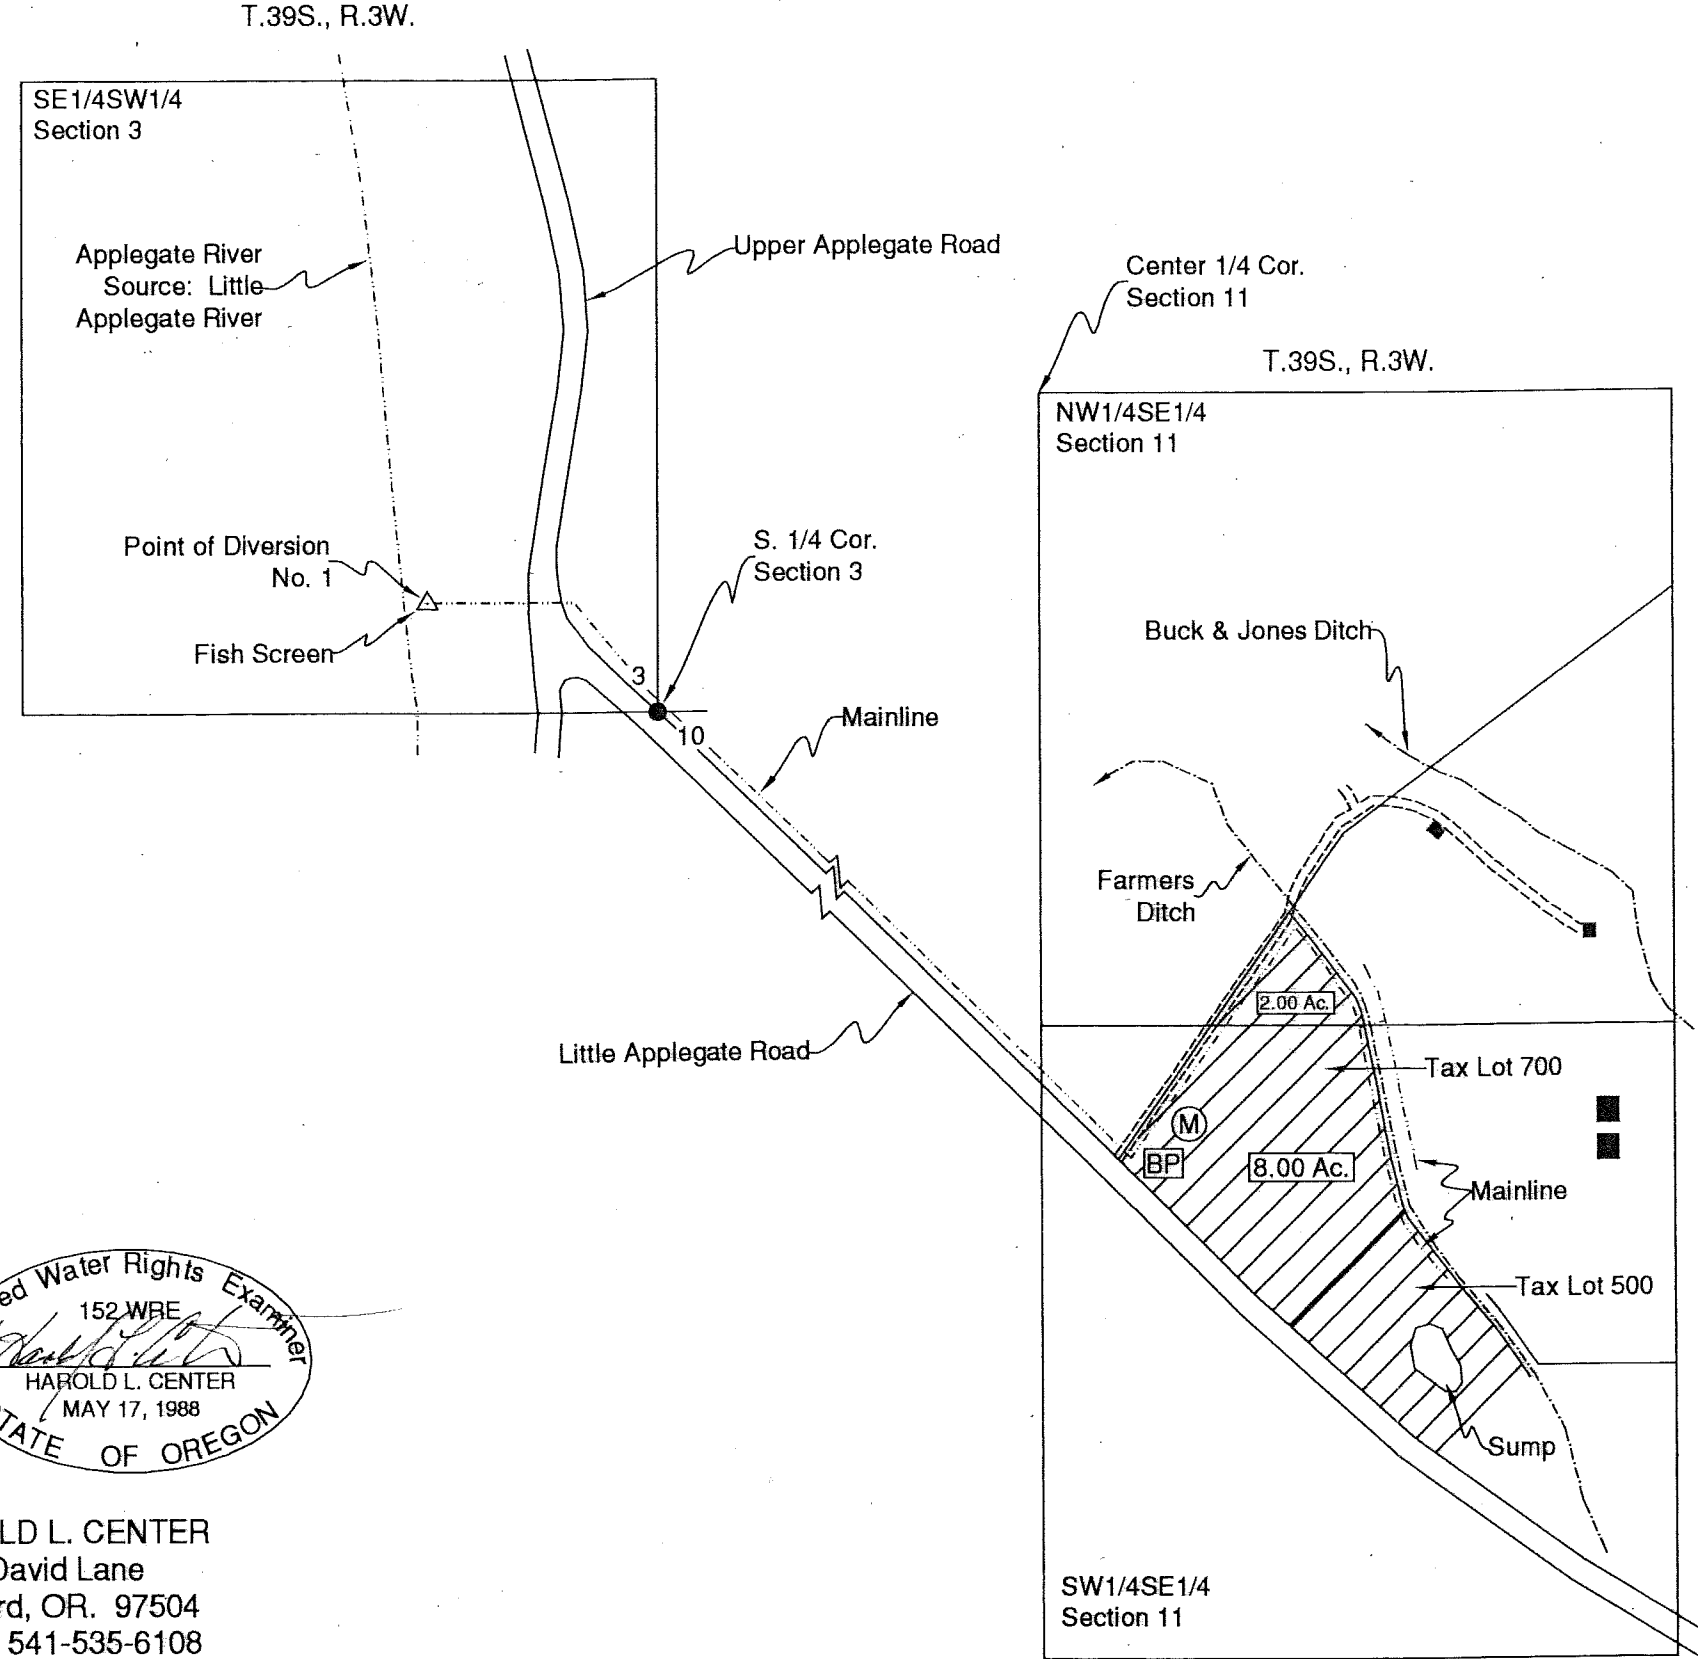 T.39S., R.3W.
SE1/4SW1/4
Section 3
Applegate River
Source: Little
Applegate River
Upper Applegate Road
Center 1/4 Cor.
Section 11
T.39S., R.3W.
NW1/4SE1/4
Section 11
Point of Diversion
No. 1
Fish Screen
S. 1/4 Cor.
Section 3
3
10
Mainline
Buck & Jones Ditch
Farmers
Ditch
2.00 Ac.
Little Applegate Road
Tax Lot 700
M
BP
8.00 Ac.
Mainline
Tax Lot 500
Sump
SW1/4SE1/4
Section 11
ed Water Rights Examiner
152 WRE
HAROLD L. CENTER
MAY 17, 1988
TATE OF OREGON
LD L. CENTER
David Lane
rd, OR. 97504
541-535-6108